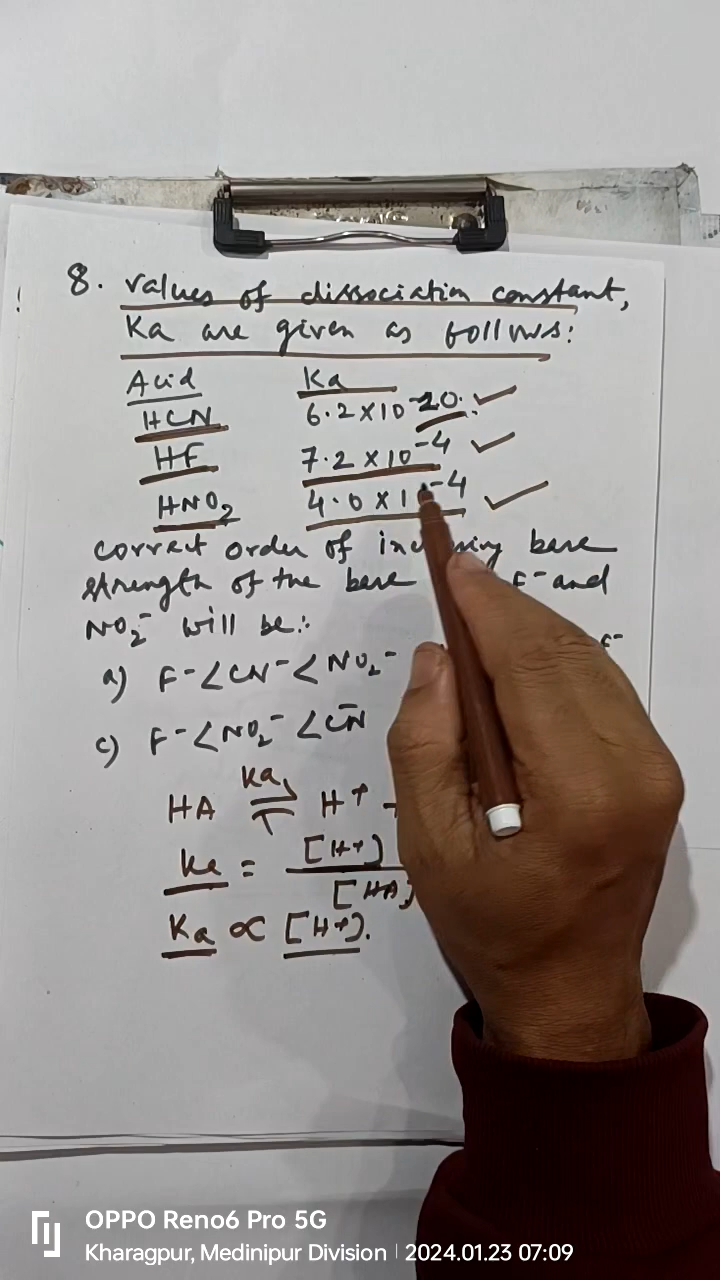 8. values of dissociation constant,
Ka are given as follows:
Acid Ka
HCN 6.2 × 10⁻²⁰.
HF 7.2 × 10⁻⁴
HNO₂ 4.0 × 1 ⁻⁴
correct order of base
strength of the base F⁻ and
NO₂⁻ will be:
a) F⁻ < CN⁻ < NO₂⁻ F⁻
c) F⁻ < NO₂⁻ < CN̄
HA ⇌ Ka H⁺ +
Ka = [H+] / [HA]
Ka ∝ [H+].
OPPO Reno6 Pro 5G
Kharagpur, Medinipur Division | 2024.01.23 07:09